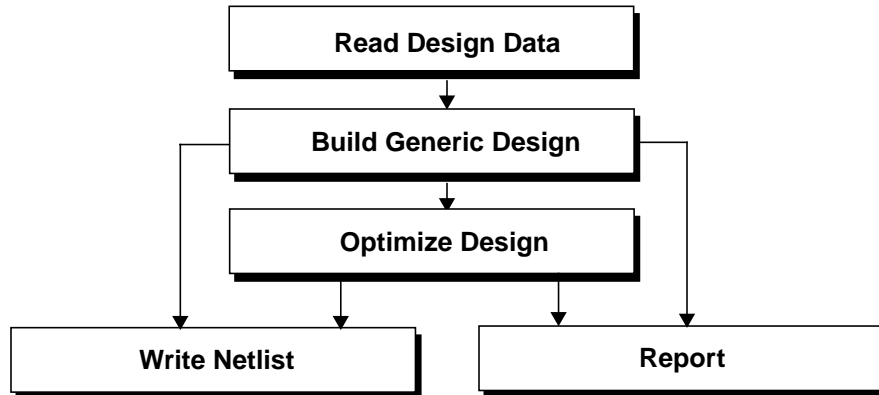 Read Design Data
Build Generic Design
Optimize Design
Write Netlist
Report